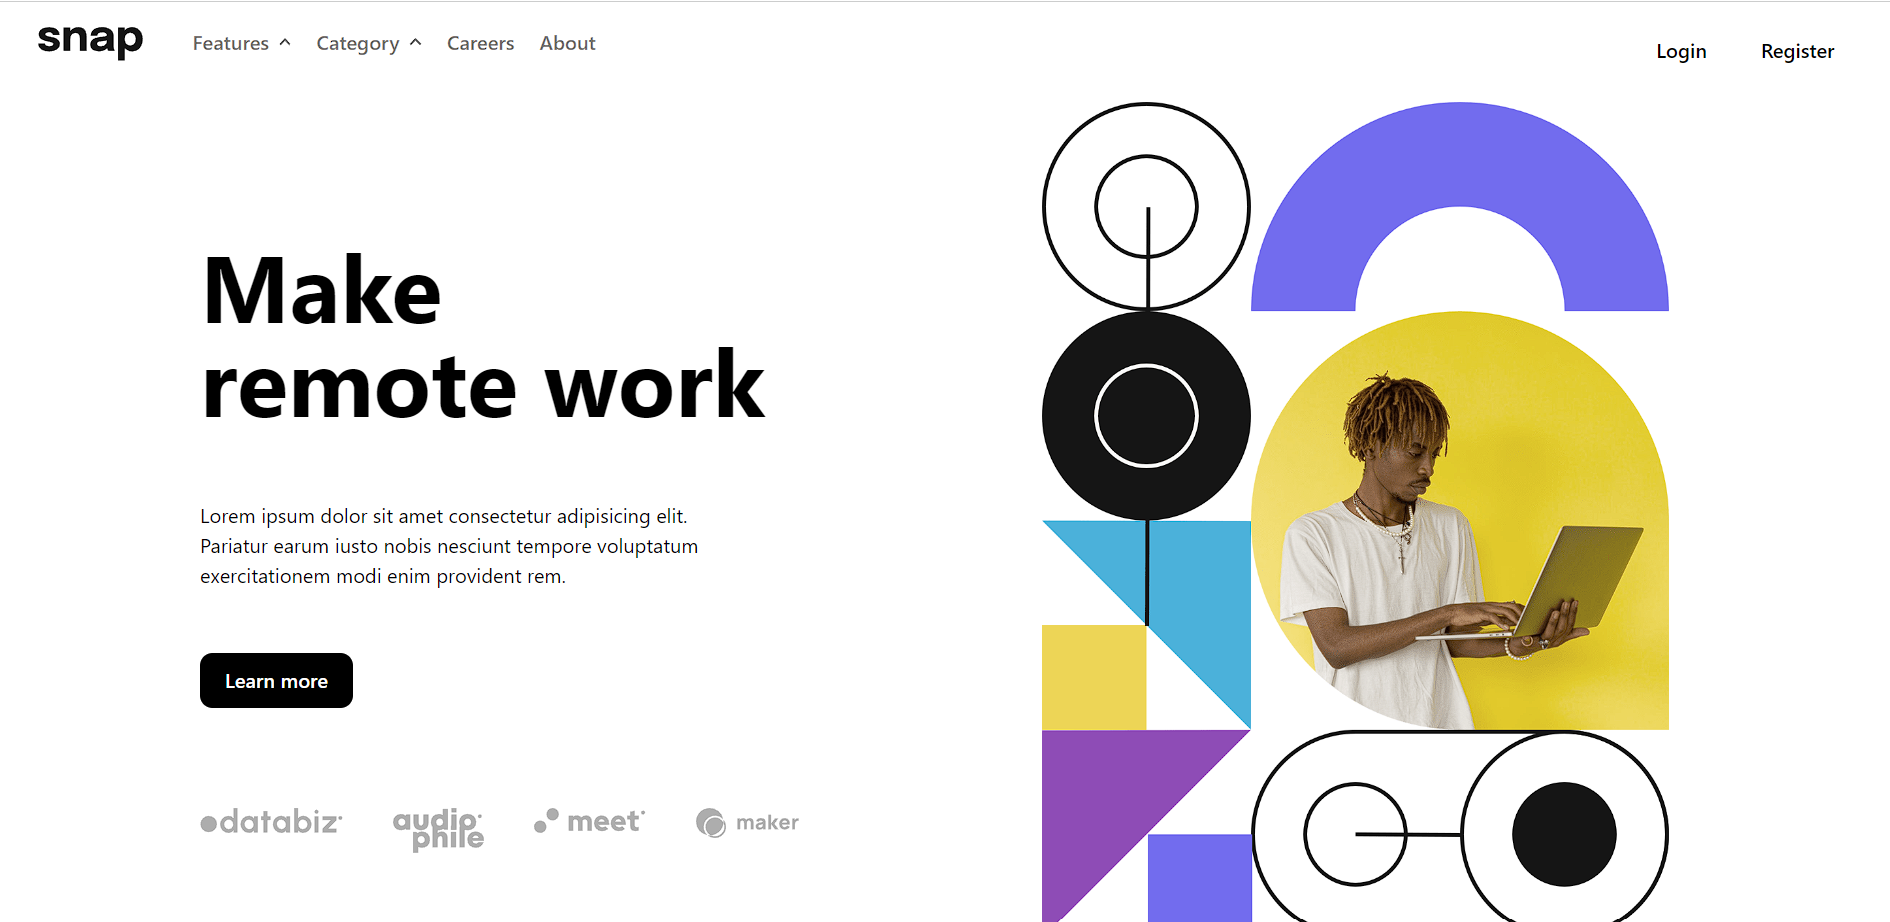 snap
Features
Category
Careers
About
Login
Register
Make
remote work
Lorem ipsum dolor sit amet consectetur adipisicing elit.
Pariatur earum iusto nobis nesciunt tempore voluptatum
exercitationem modi enim provident rem.
Learn more
databiz
audio
phile
meet
maker